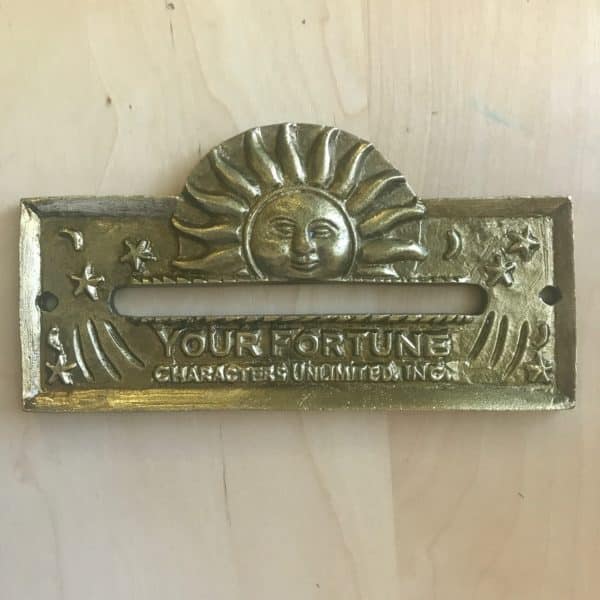 YOUR FORTUNE
CHARACTERS UNLIMITED, INC.